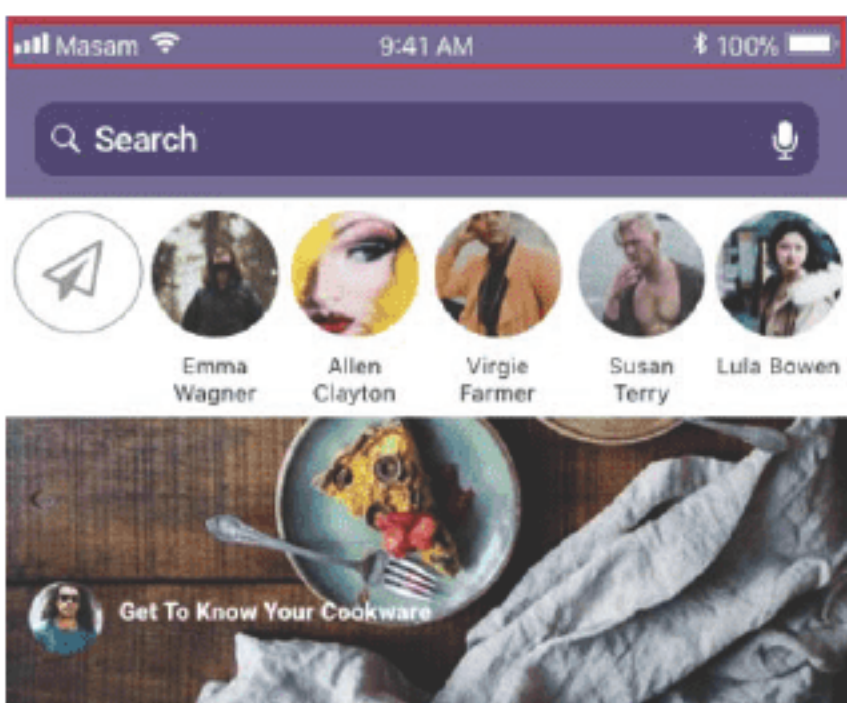 Masam 9:41 AM 100%
Search
Emma Allen Virgie Susan Lula Bowen
Wagner Clayton Farmer Terry
Get To Know Your Cookware